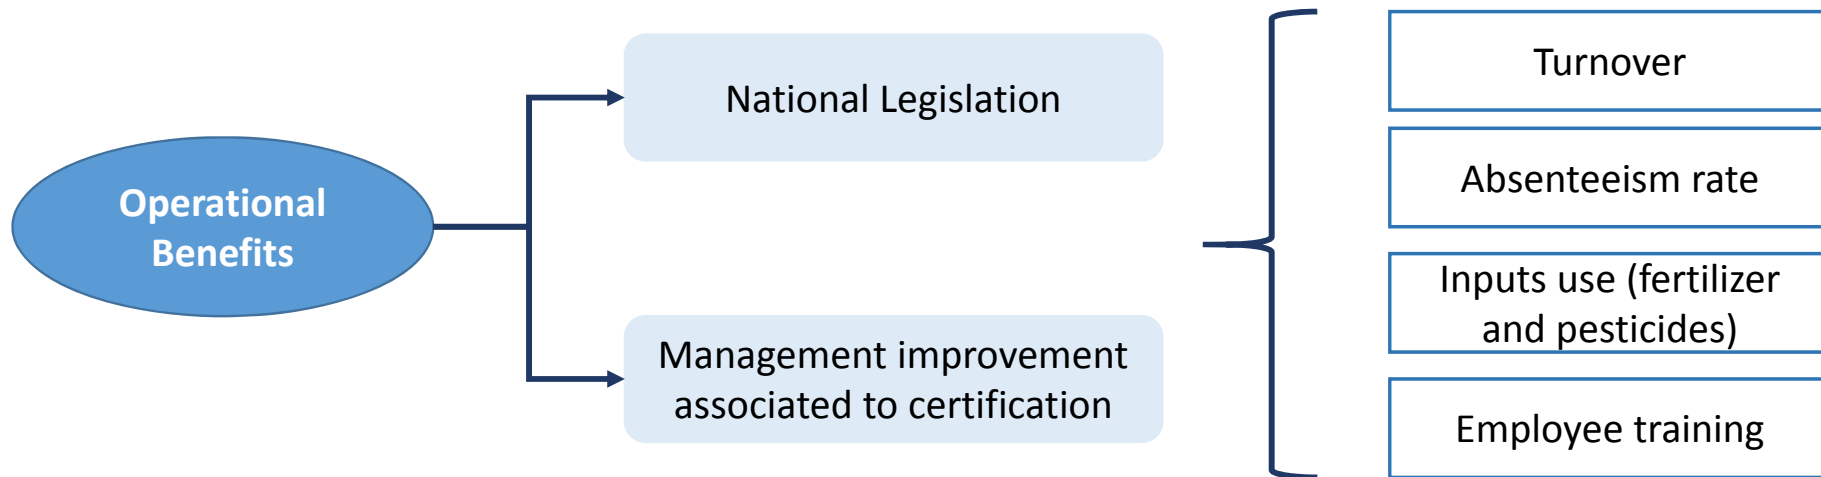 Operational
Benefits
National Legislation
Management improvement
associated to certification
Turnover
Absenteeism rate
Inputs use (fertilizer
and pesticides)
Employee training